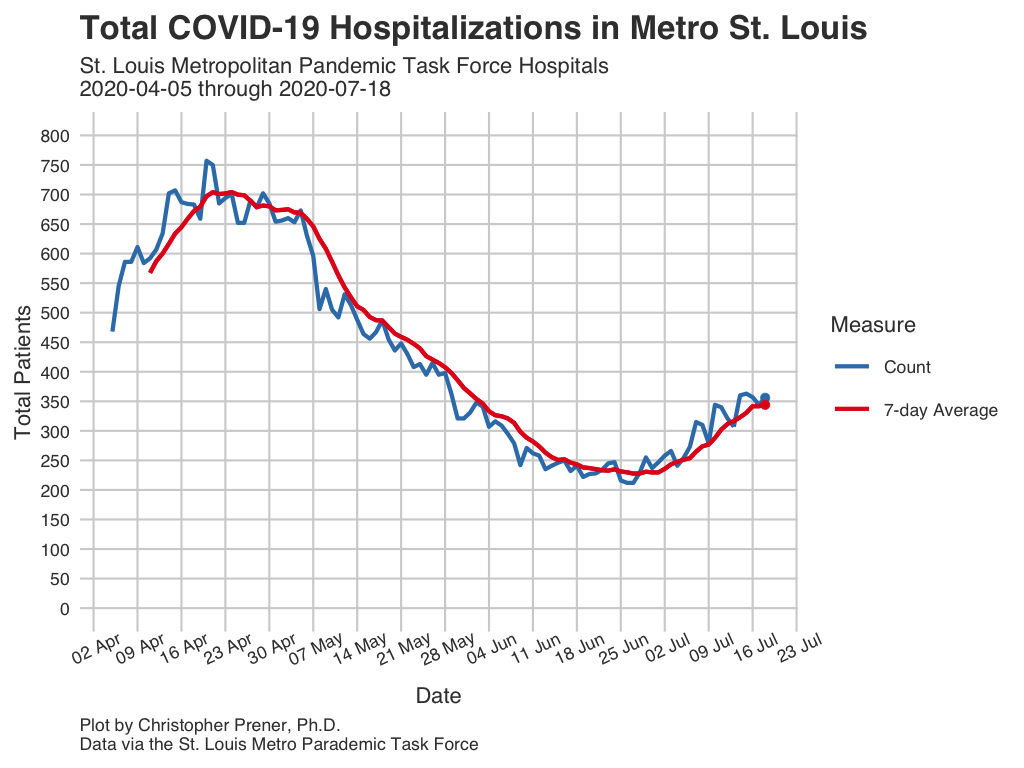 Total COVID-19 Hospitalizations in Metro St. Louis
St. Louis Metropolitan Pandemic Task Force Hospitals
2020-04-05 through 2020-07-18
Total Patients
800
750
700
650
600
550
500
450
400
350
300
250
200
150
100
50
0
02 Apr
09 Apr
16 Apr
23 Apr
30 Apr
07 May
14 May
21 May
28 May
04 Jun
11 Jun
18 Jun
25 Jun
02 Jul
09 Jul
16 Jul
23 Jul
Date
Measure
Count
7-day Average
Plot by Christopher Prener, Ph.D.
Data via the St. Louis Metro Parademic Task Force